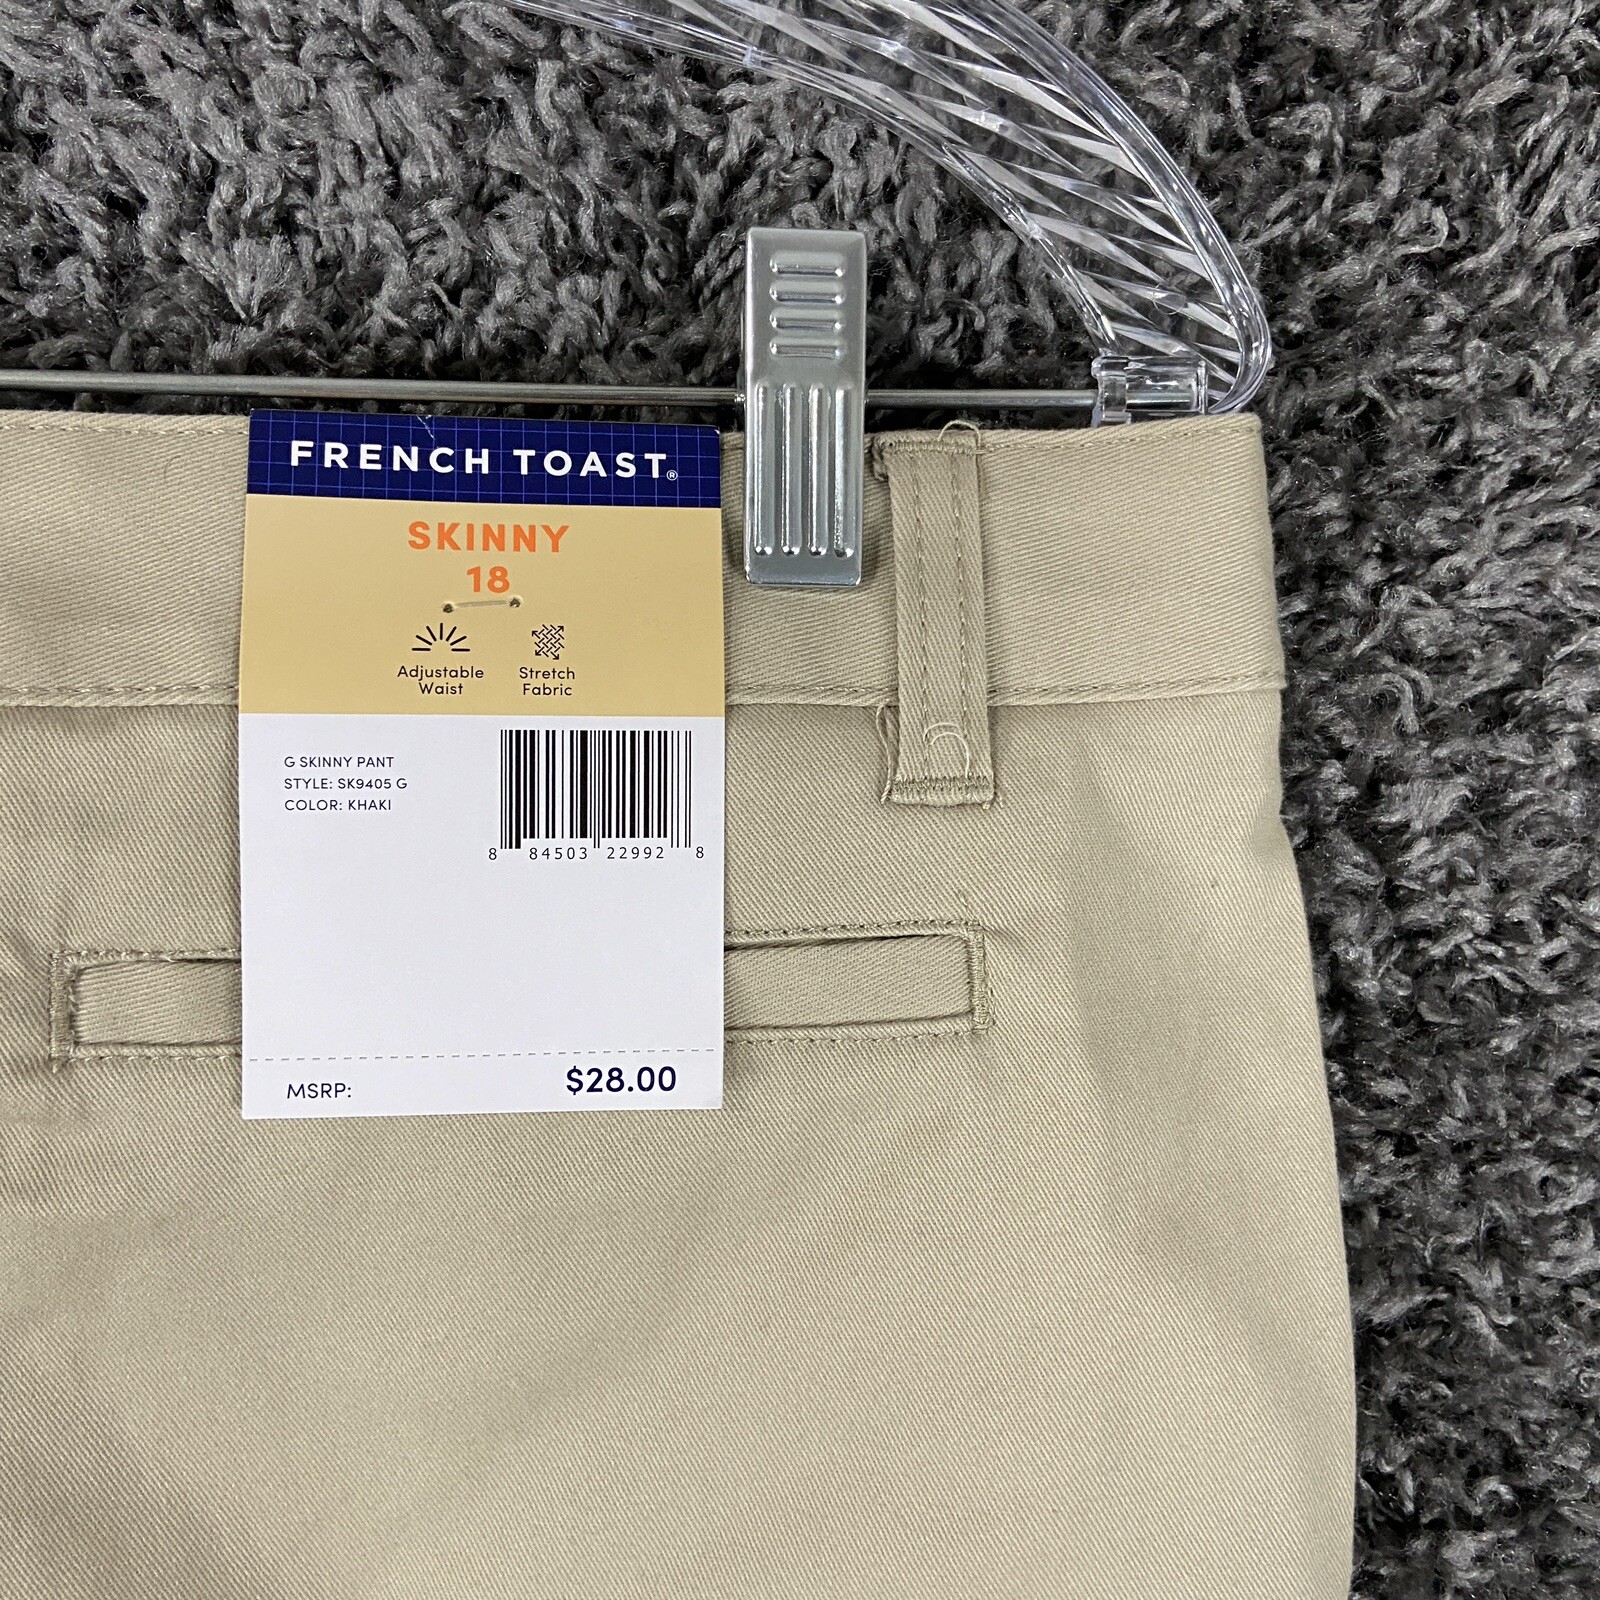 FRENCH TOAST®
SKINNY
18
Adjustable Waist
Stretch Fabric
G SKINNY PANT
STYLE: SK9405 G
COLOR: KHAKI
8 84503 22992 8
MSRP: $28.00